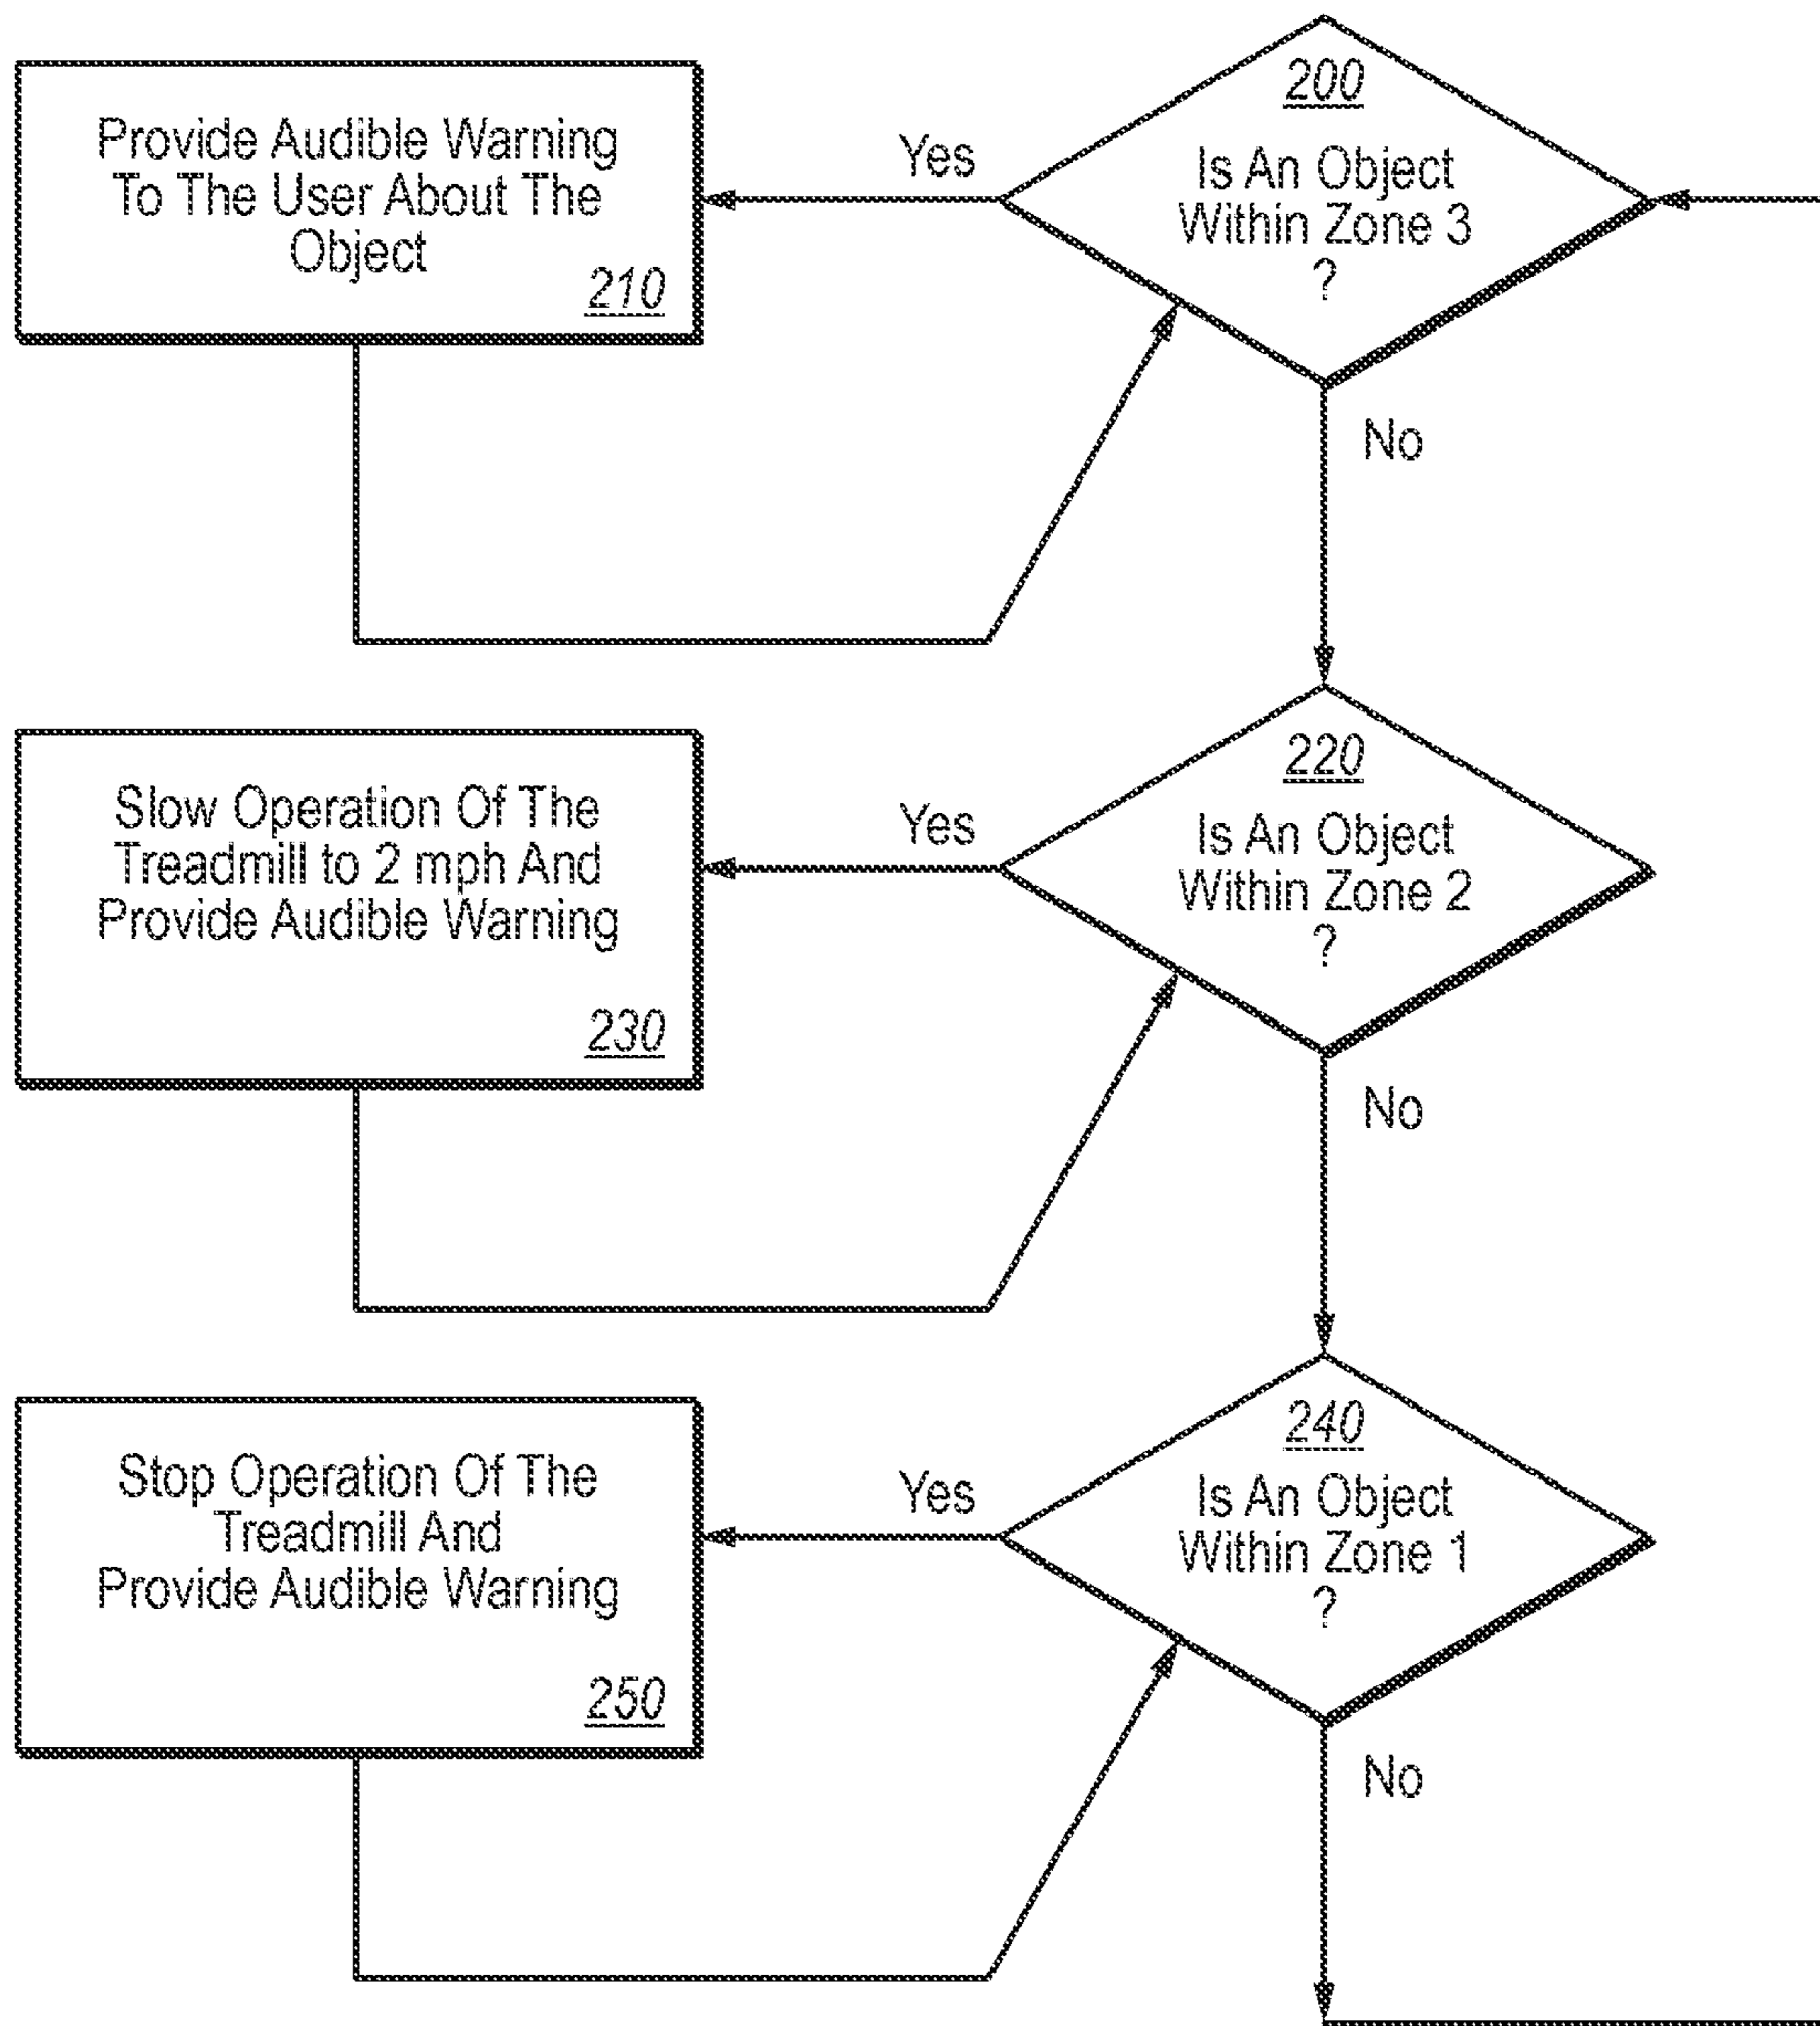 200
Is An Object
Within Zone 3
?
Yes
Provide Audible Warning
To The User About The
Object
210
No
220
Is An Object
Within Zone 2
?
Yes
Slow Operation Of The
Treadmill to 2 mph And
Provide Audible Warning
230
No
240
Is An Object
Within Zone 1
?
Yes
Stop Operation Of The
Treadmill And
Provide Audible Warning
250
No